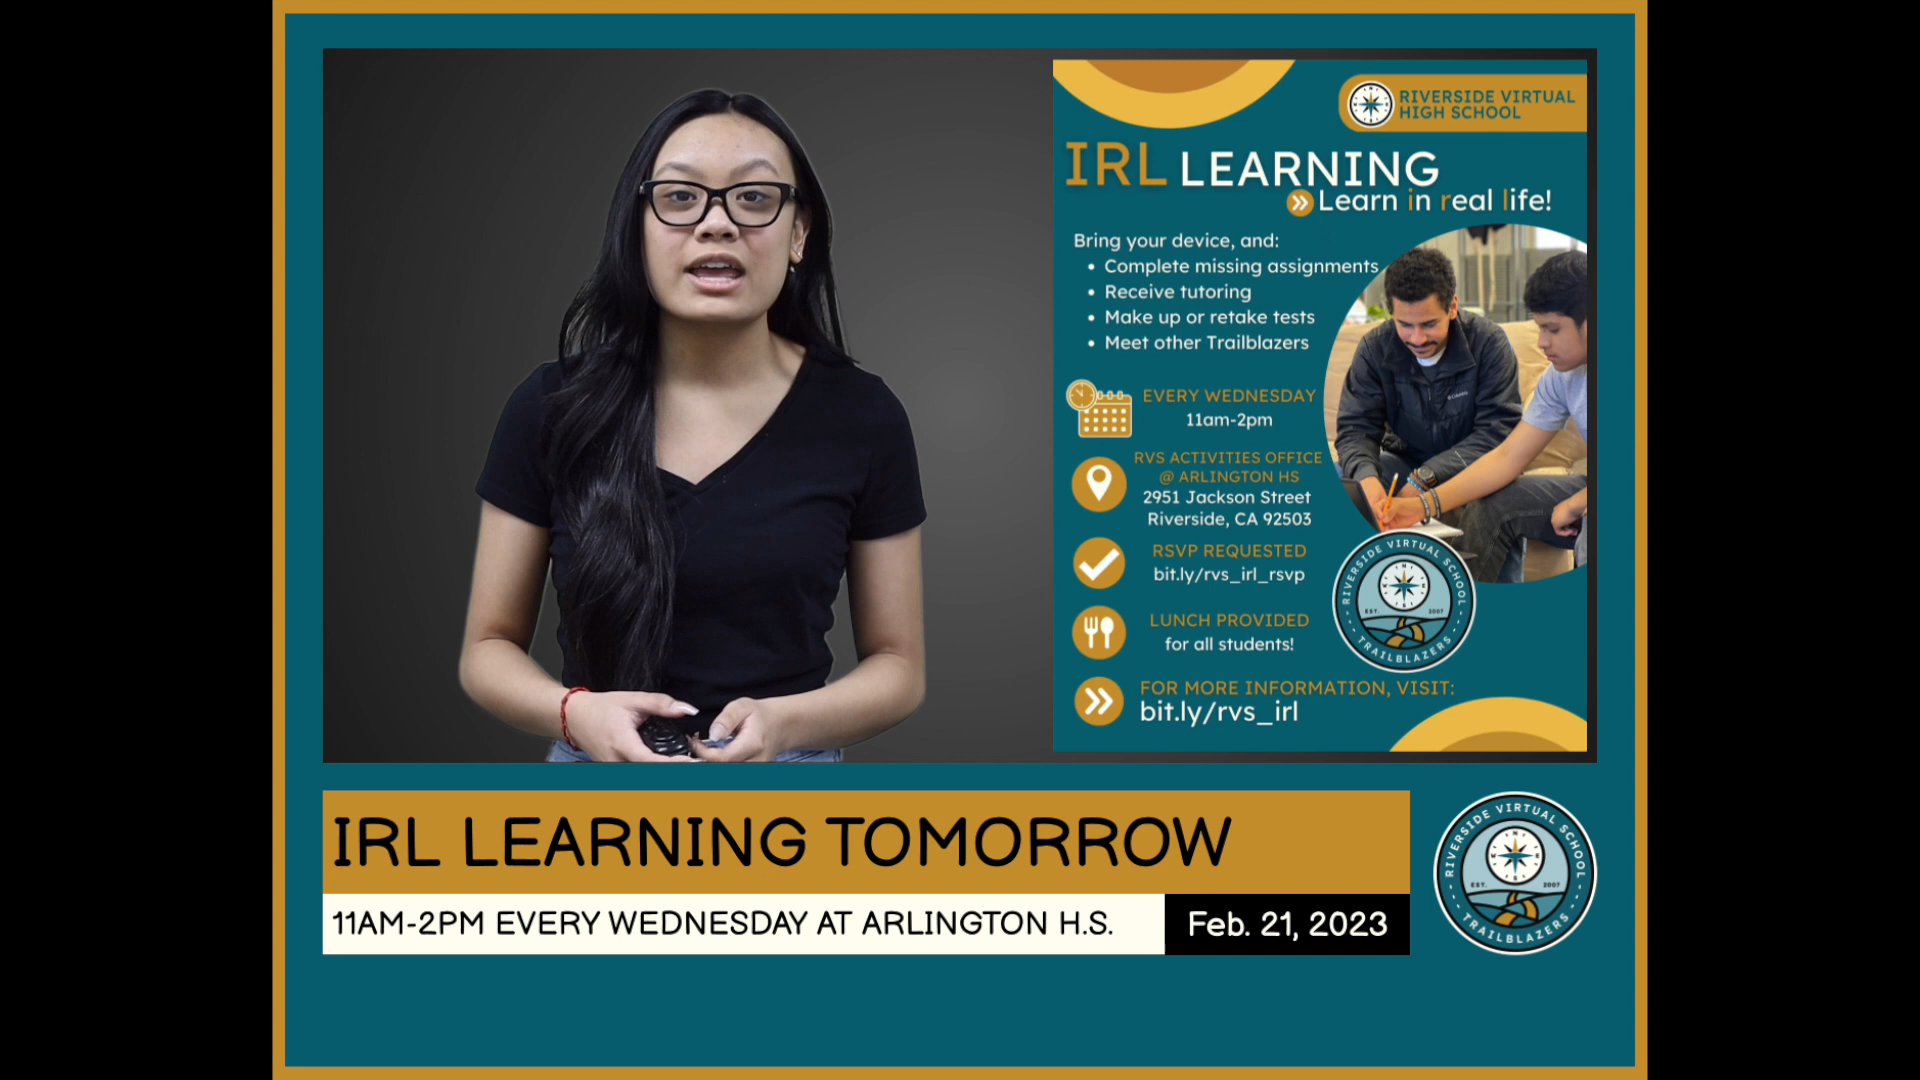 RIVERSIDE VIRTUAL
HIGH SCHOOL
IRL LEARNING
Learn in real life!
Bring your device, and:
• Complete missing assignments
• Receive tutoring
• Make up or retake tests
• Meet other Trailblazers
EVERY WEDNESDAY
11am-2pm
RVS ACTIVITIES OFFICE
@ ARLINGTON HS
2951 Jackson Street
Riverside, CA 92503
RSVP REQUESTED
bit.ly/rvs_irl_rsvp
LUNCH PROVIDED
for all students!
FOR MORE INFORMATION, VISIT:
bit.ly/rvs_irl
RIVERSIDE VIRTUAL SCHOOL
EST. 2007
TRAILBLAZERS
IRL LEARNING TOMORROW
11AM-2PM EVERY WEDNESDAY AT ARLINGTON H.S.
Feb. 21, 2023
RIVERSIDE VIRTUAL SCHOOL
EST. 2007
TRAILBLAZERS